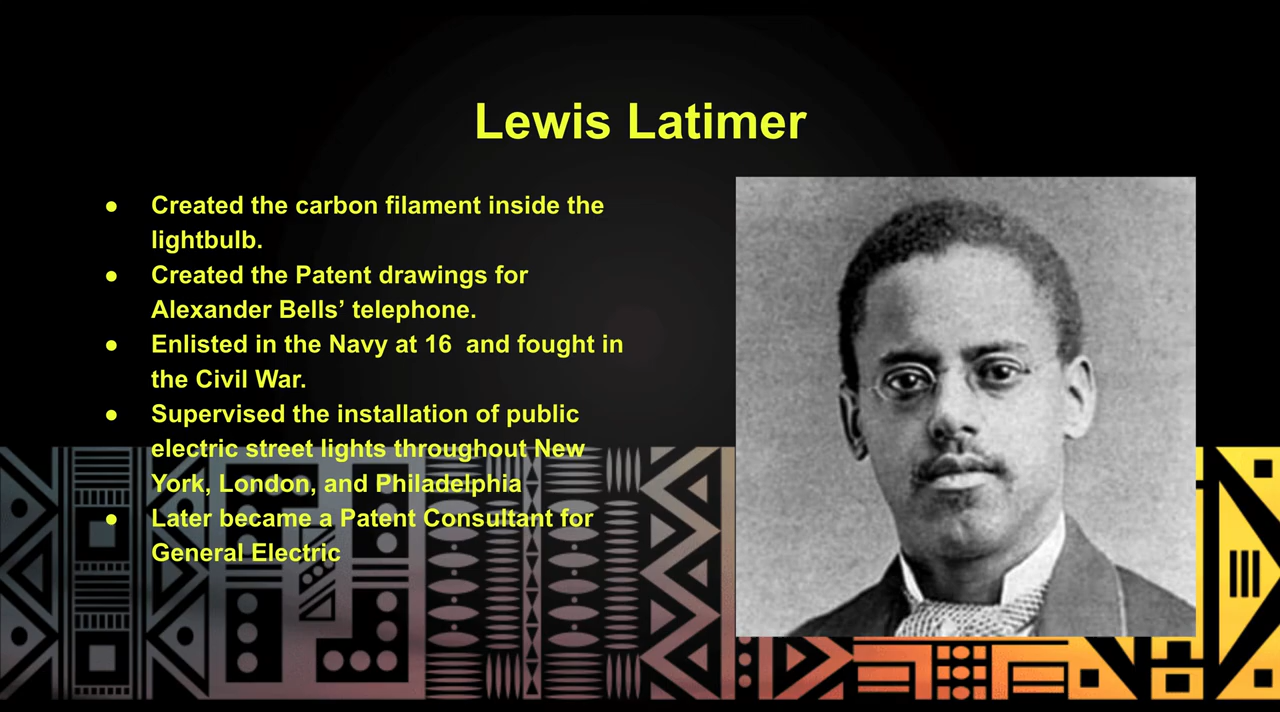 Lewis Latimer
● Created the carbon filament inside the
lightbulb.
● Created the Patent drawings for
Alexander Bells’ telephone.
● Enlisted in the Navy at 16  and fought in
the Civil War.
● Supervised the installation of public
electric street lights throughout New
York, London, and Philadelphia
● Later became a Patent Consultant for
General Electric